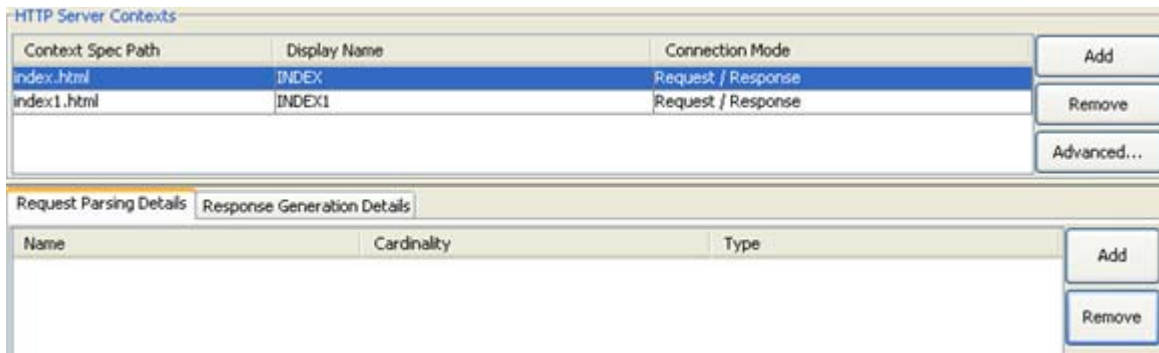 HTTP Server Contexts
Context Spec Path Display Name Connection Mode
index.html INDEX Request / Response
index1.html INDEX1 Request / Response
Add
Remove
Advanced...
Request Parsing Details Response Generation Details
Name Cardinality Type
Add
Remove